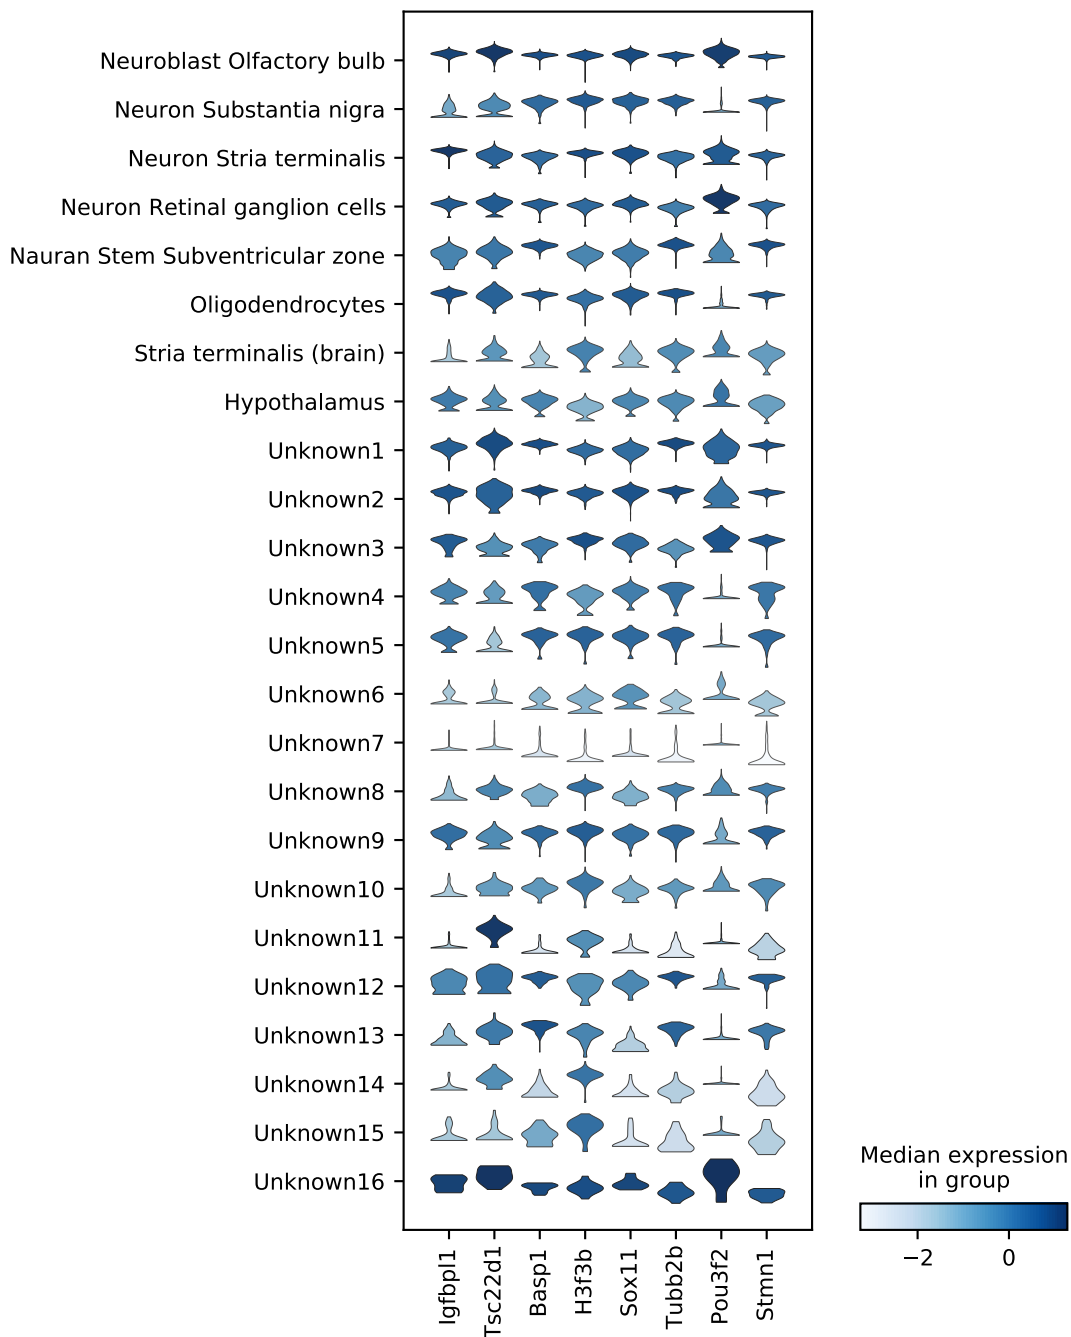 Neuroblast Olfactory bulb
Neuron Substantia nigra
Neuron Stria terminalis
Neuron Retinal ganglion cells
Nauran Stem Subventricular zone
Oligodendrocytes
Stria terminalis (brain)
Hypothalamus
Unknown1
Unknown2
Unknown3
Unknown4
Unknown5
Unknown6
Unknown7
Unknown8
Unknown9
Unknown10
Unknown11
Unknown12
Unknown13
Unknown14
Unknown15
Unknown16
Igfbpl1
Tsc22d1
Basp1
H3f3b
Sox11
Tubb2b
Pou3f2
Stmn1
Median expression
in group
−2 0